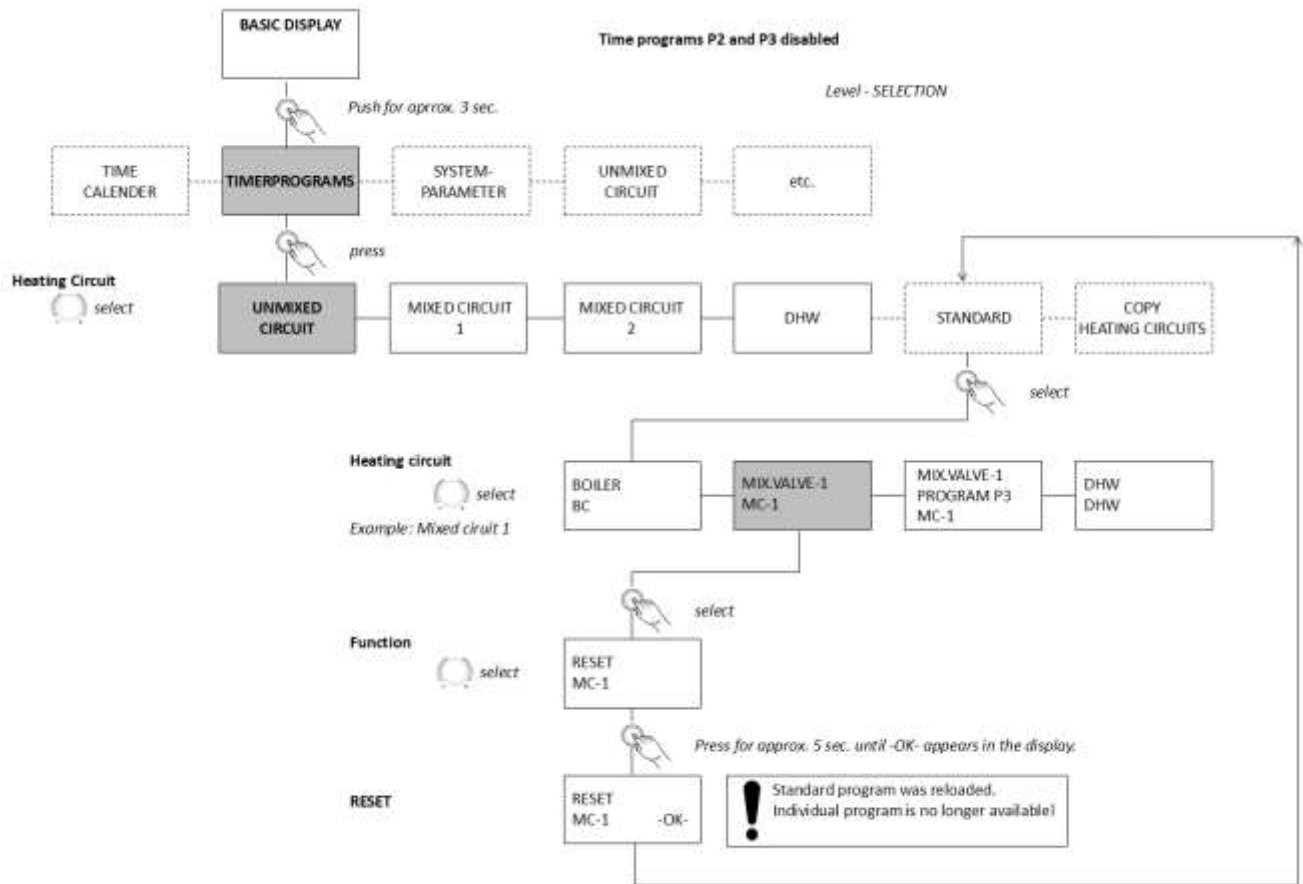 BASIC DISPLAY
Time programs P2 and P3 disabled
Level - SELECTION
Push for aprrox. 3 sec.
TIME
CALENDER
TIMERPROGRAMS
SYSTEM-
PARAMETER
UNMIXED
CIRCUIT
etc.
press
Heating Circuit
select
UNMIXED
CIRCUIT
MIXED CIRCUIT
1
MIXED CIRCUIT
2
DHW
STANDARD
COPY
HEATING CIRCUITS
select
Heating circuit
select
Example: Mixed ciruit 1
BOILER
BC
MIX.VALVE-1
MC-1
MIX.VALVE-1
PROGRAM P3
MC-1
DHW
DHW
select
Function
select
RESET
MC-1
Press for approx. 5 sec. until -OK- appears in the display.
RESET
RESET
MC-1 -OK-
! Standard program was reloaded.
Individual program is no longer available!